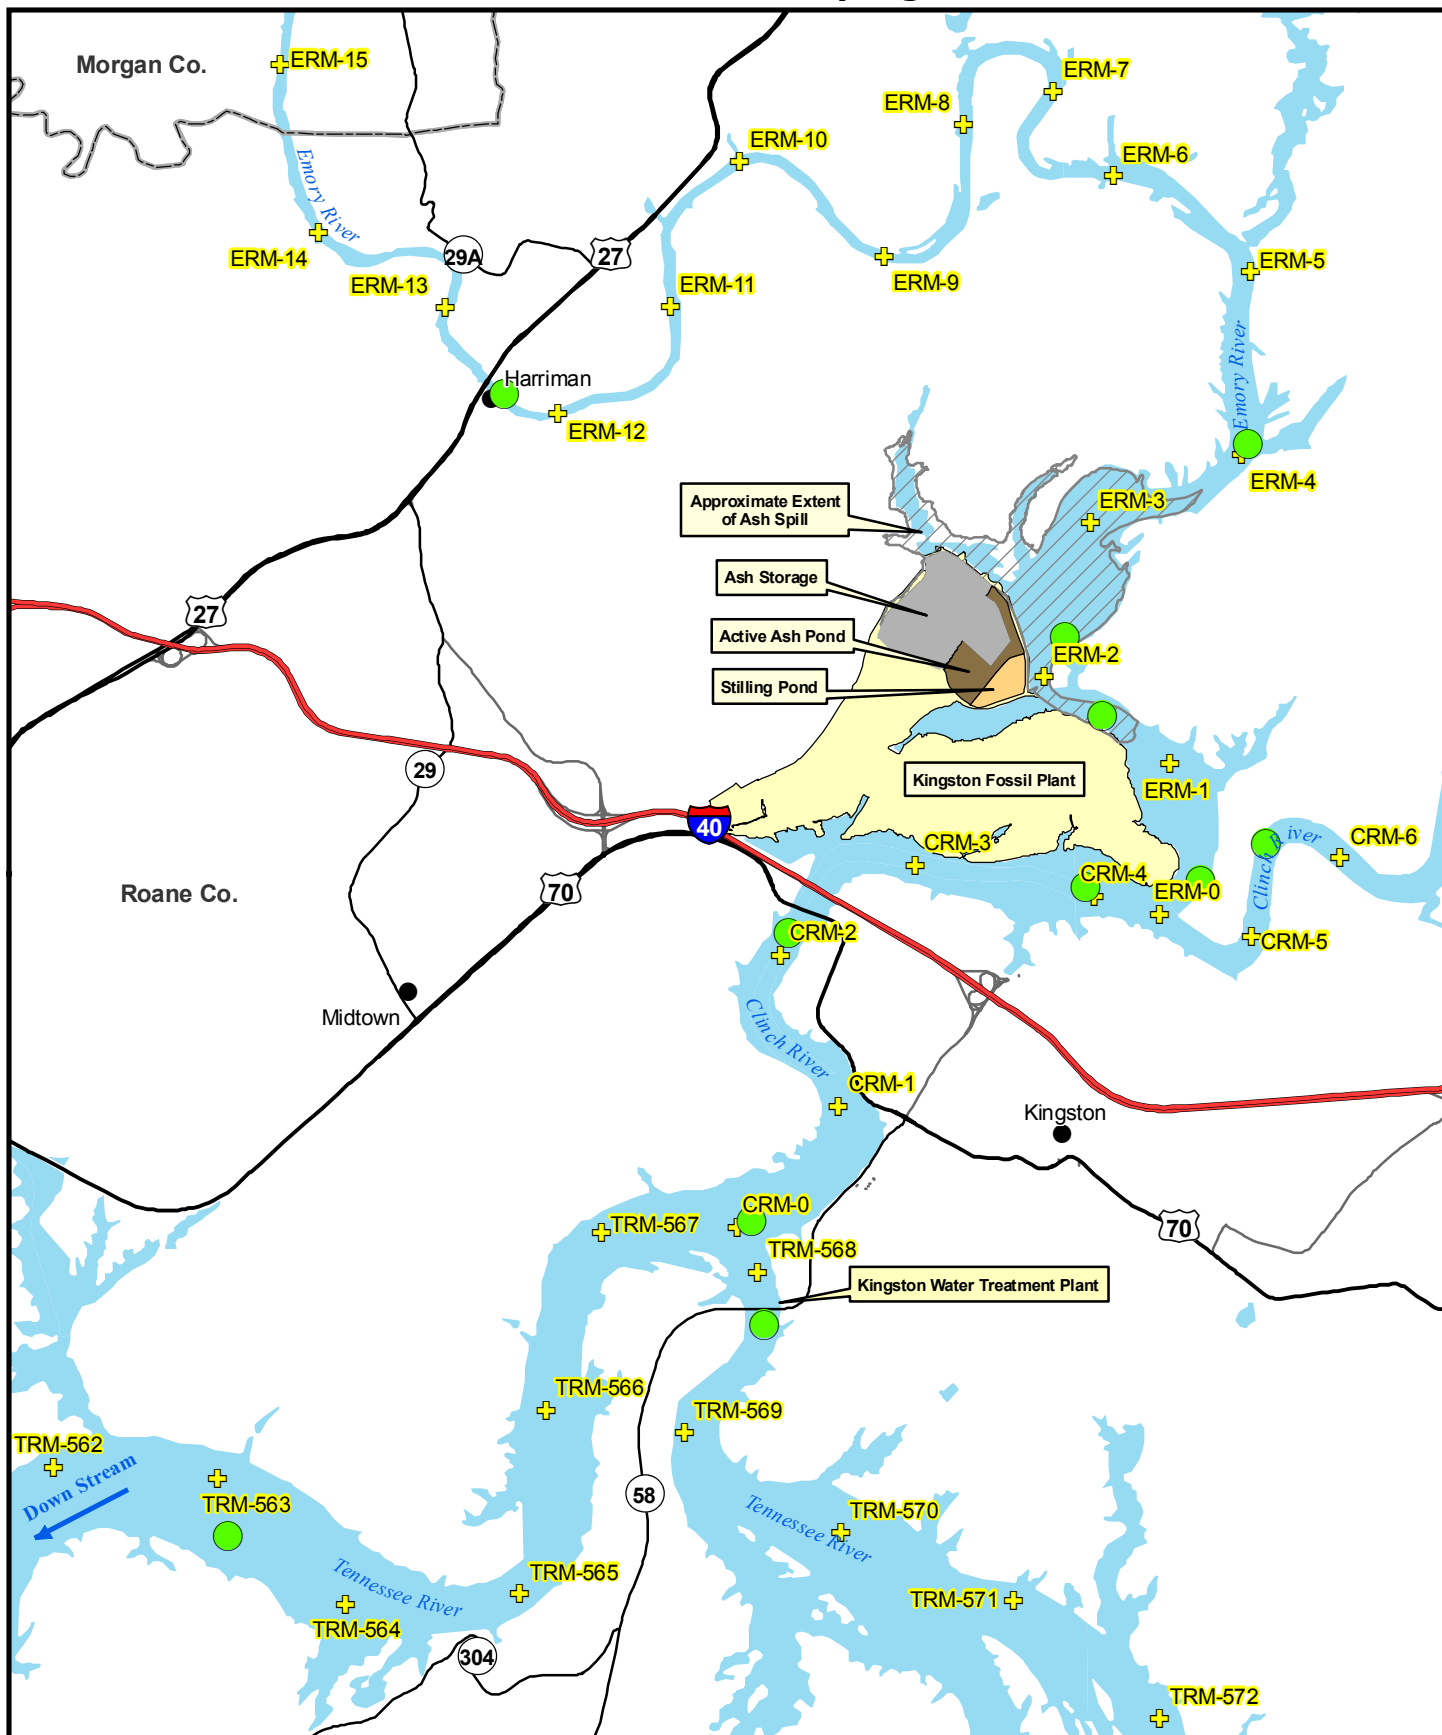 Morgan Co.
ERM-15
ERM-7
ERM-8
ERM-10
ERM-6
Emory River
ERM-14
29A
27
ERM-5
ERM-13
ERM-11
ERM-9
Emory River
Harriman
ERM-12
ERM-4
Approximate Extent
of Ash Spill
ERM-3
Ash Storage
27
Active Ash Pond
ERM-2
Stilling Pond
29
Kingston Fossil Plant
ERM-1
40
CRM-3
Clinch River
CRM-6
Roane Co.
70
CRM-4
ERM-0
CRM-2
CRM-5
Midtown
Clinch River
CRM-1
Kingston
CRM-0
TRM-567
70
TRM-568
Kingston Water Treatment Plant
TRM-566
TRM-569
TRM-562
Down Stream
TRM-563
58
Tennessee River
TRM-570
Tennessee River
TRM-565
TRM-571
TRM-564
304
TRM-572